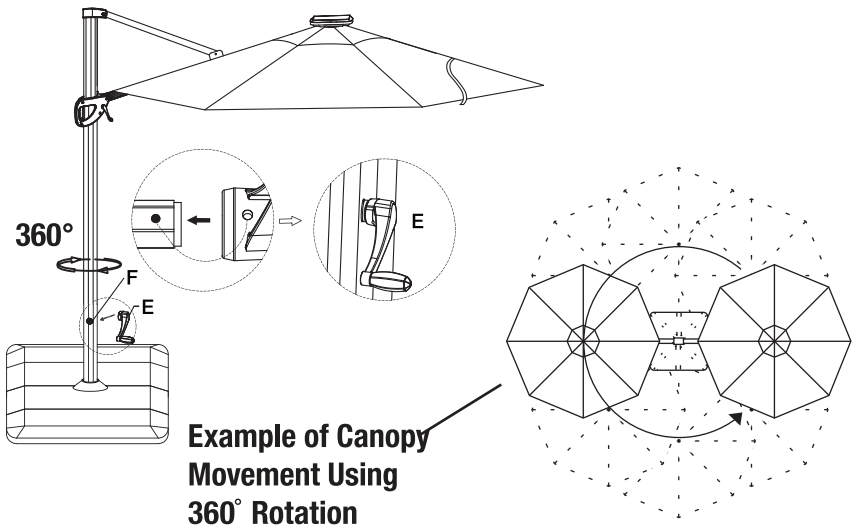 E
360°
F
E
Example of Canopy
Movement Using
360° Rotation